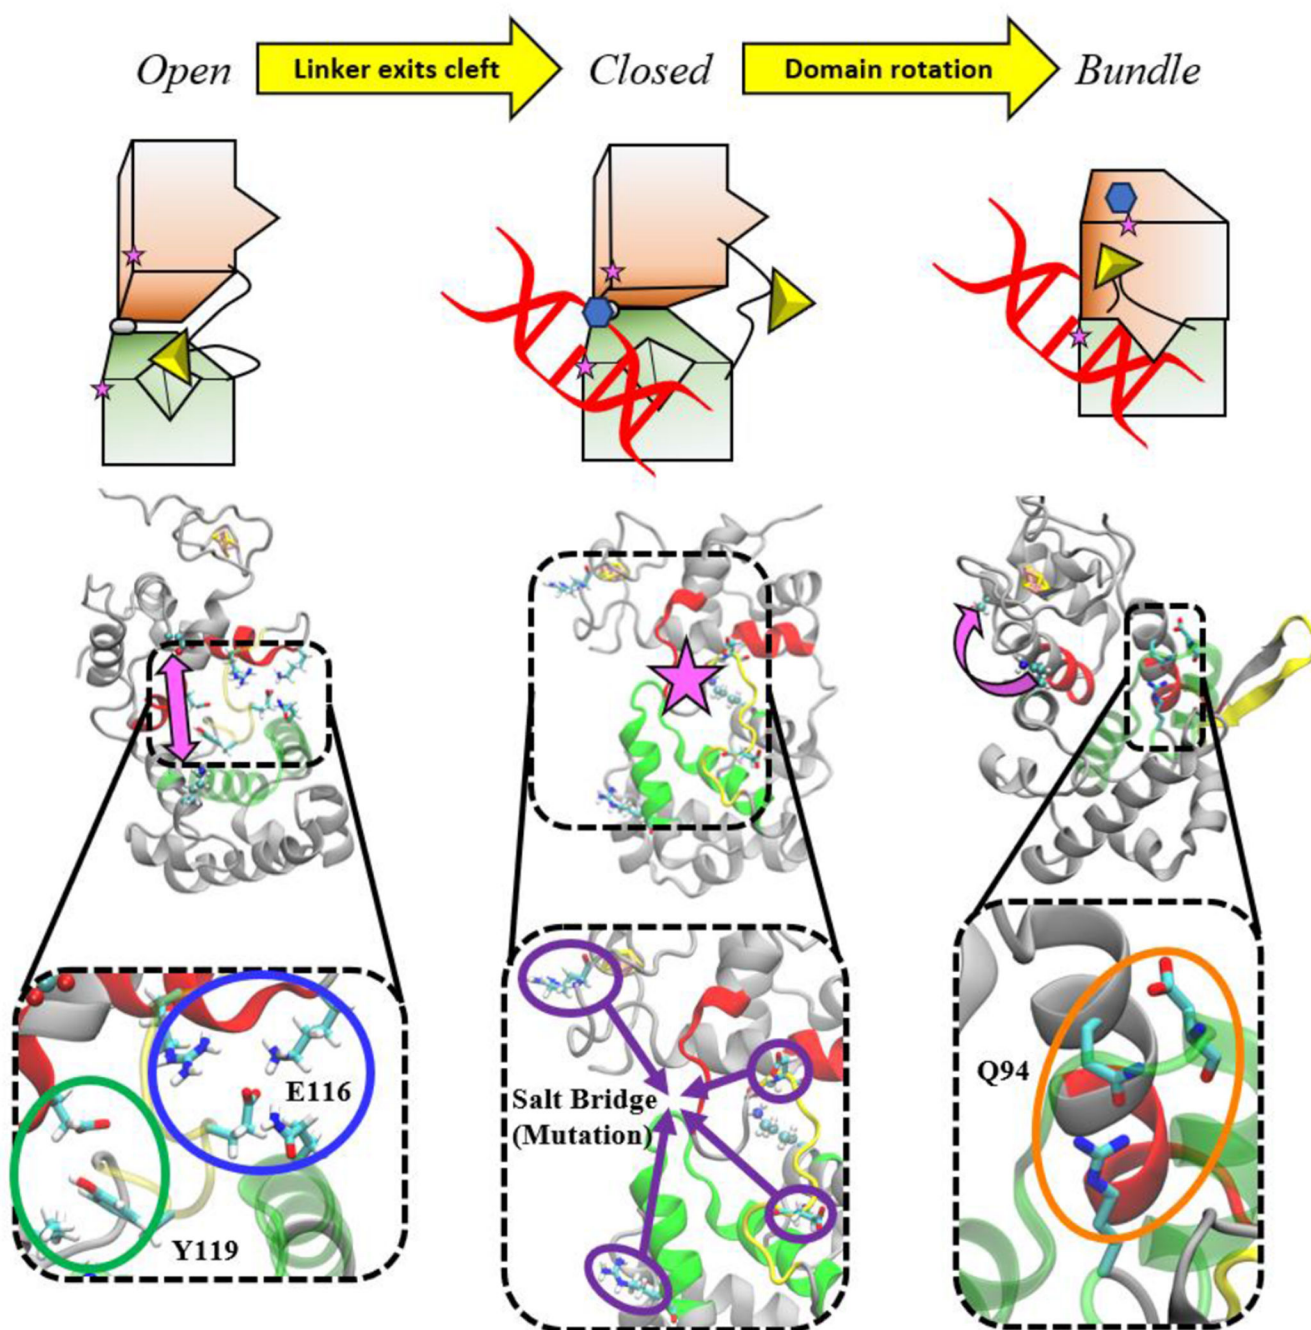 Open
Linker exits cleft
Closed
Domain rotation
Bundle
E116
Y119
Salt Bridge
(Mutation)
Q94